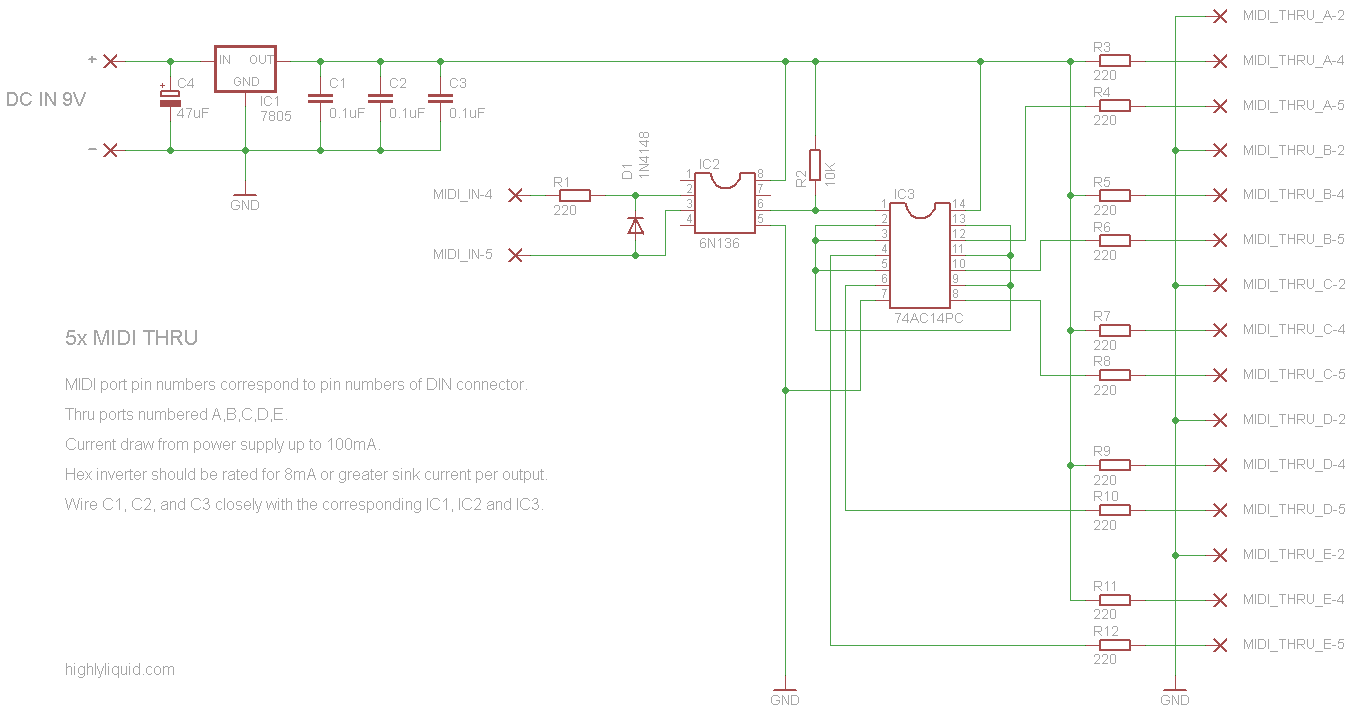 DC IN 9V
+
-
+
C4
47uF
IN
OUT
GND
IC1
7805
C1
0.1uF
C2
0.1uF
C3
0.1uF
GND
MIDI_IN-4
MIDI_IN-5
R1
220
D1
1N4148
IC2
1
2
3
4
8
7
6
5
6N136
R2
10K
IC3
1
2
3
4
5
6
7
14
13
12
11
10
9
8
74AC14PC
GND
R3
220
R4
220
R5
220
R6
220
R7
220
R8
220
R9
220
R10
220
R11
220
R12
220
MIDI_THRU_A-2
MIDI_THRU_A-4
MIDI_THRU_A-5
MIDI_THRU_B-2
MIDI_THRU_B-4
MIDI_THRU_B-5
MIDI_THRU_C-2
MIDI_THRU_C-4
MIDI_THRU_C-5
MIDI_THRU_D-2
MIDI_THRU_D-4
MIDI_THRU_D-5
MIDI_THRU_E-2
MIDI_THRU_E-4
MIDI_THRU_E-5
GND
5x MIDI THRU
MIDI port pin numbers correspond to pin numbers of DIN connector.
Thru ports numbered A,B,C,D,E.
Current draw from power supply up to 100mA.
Hex inverter should be rated for 8mA or greater sink current per output.
Wire C1, C2, and C3 closely with the corresponding IC1, IC2 and IC3.
highlyliquid.com